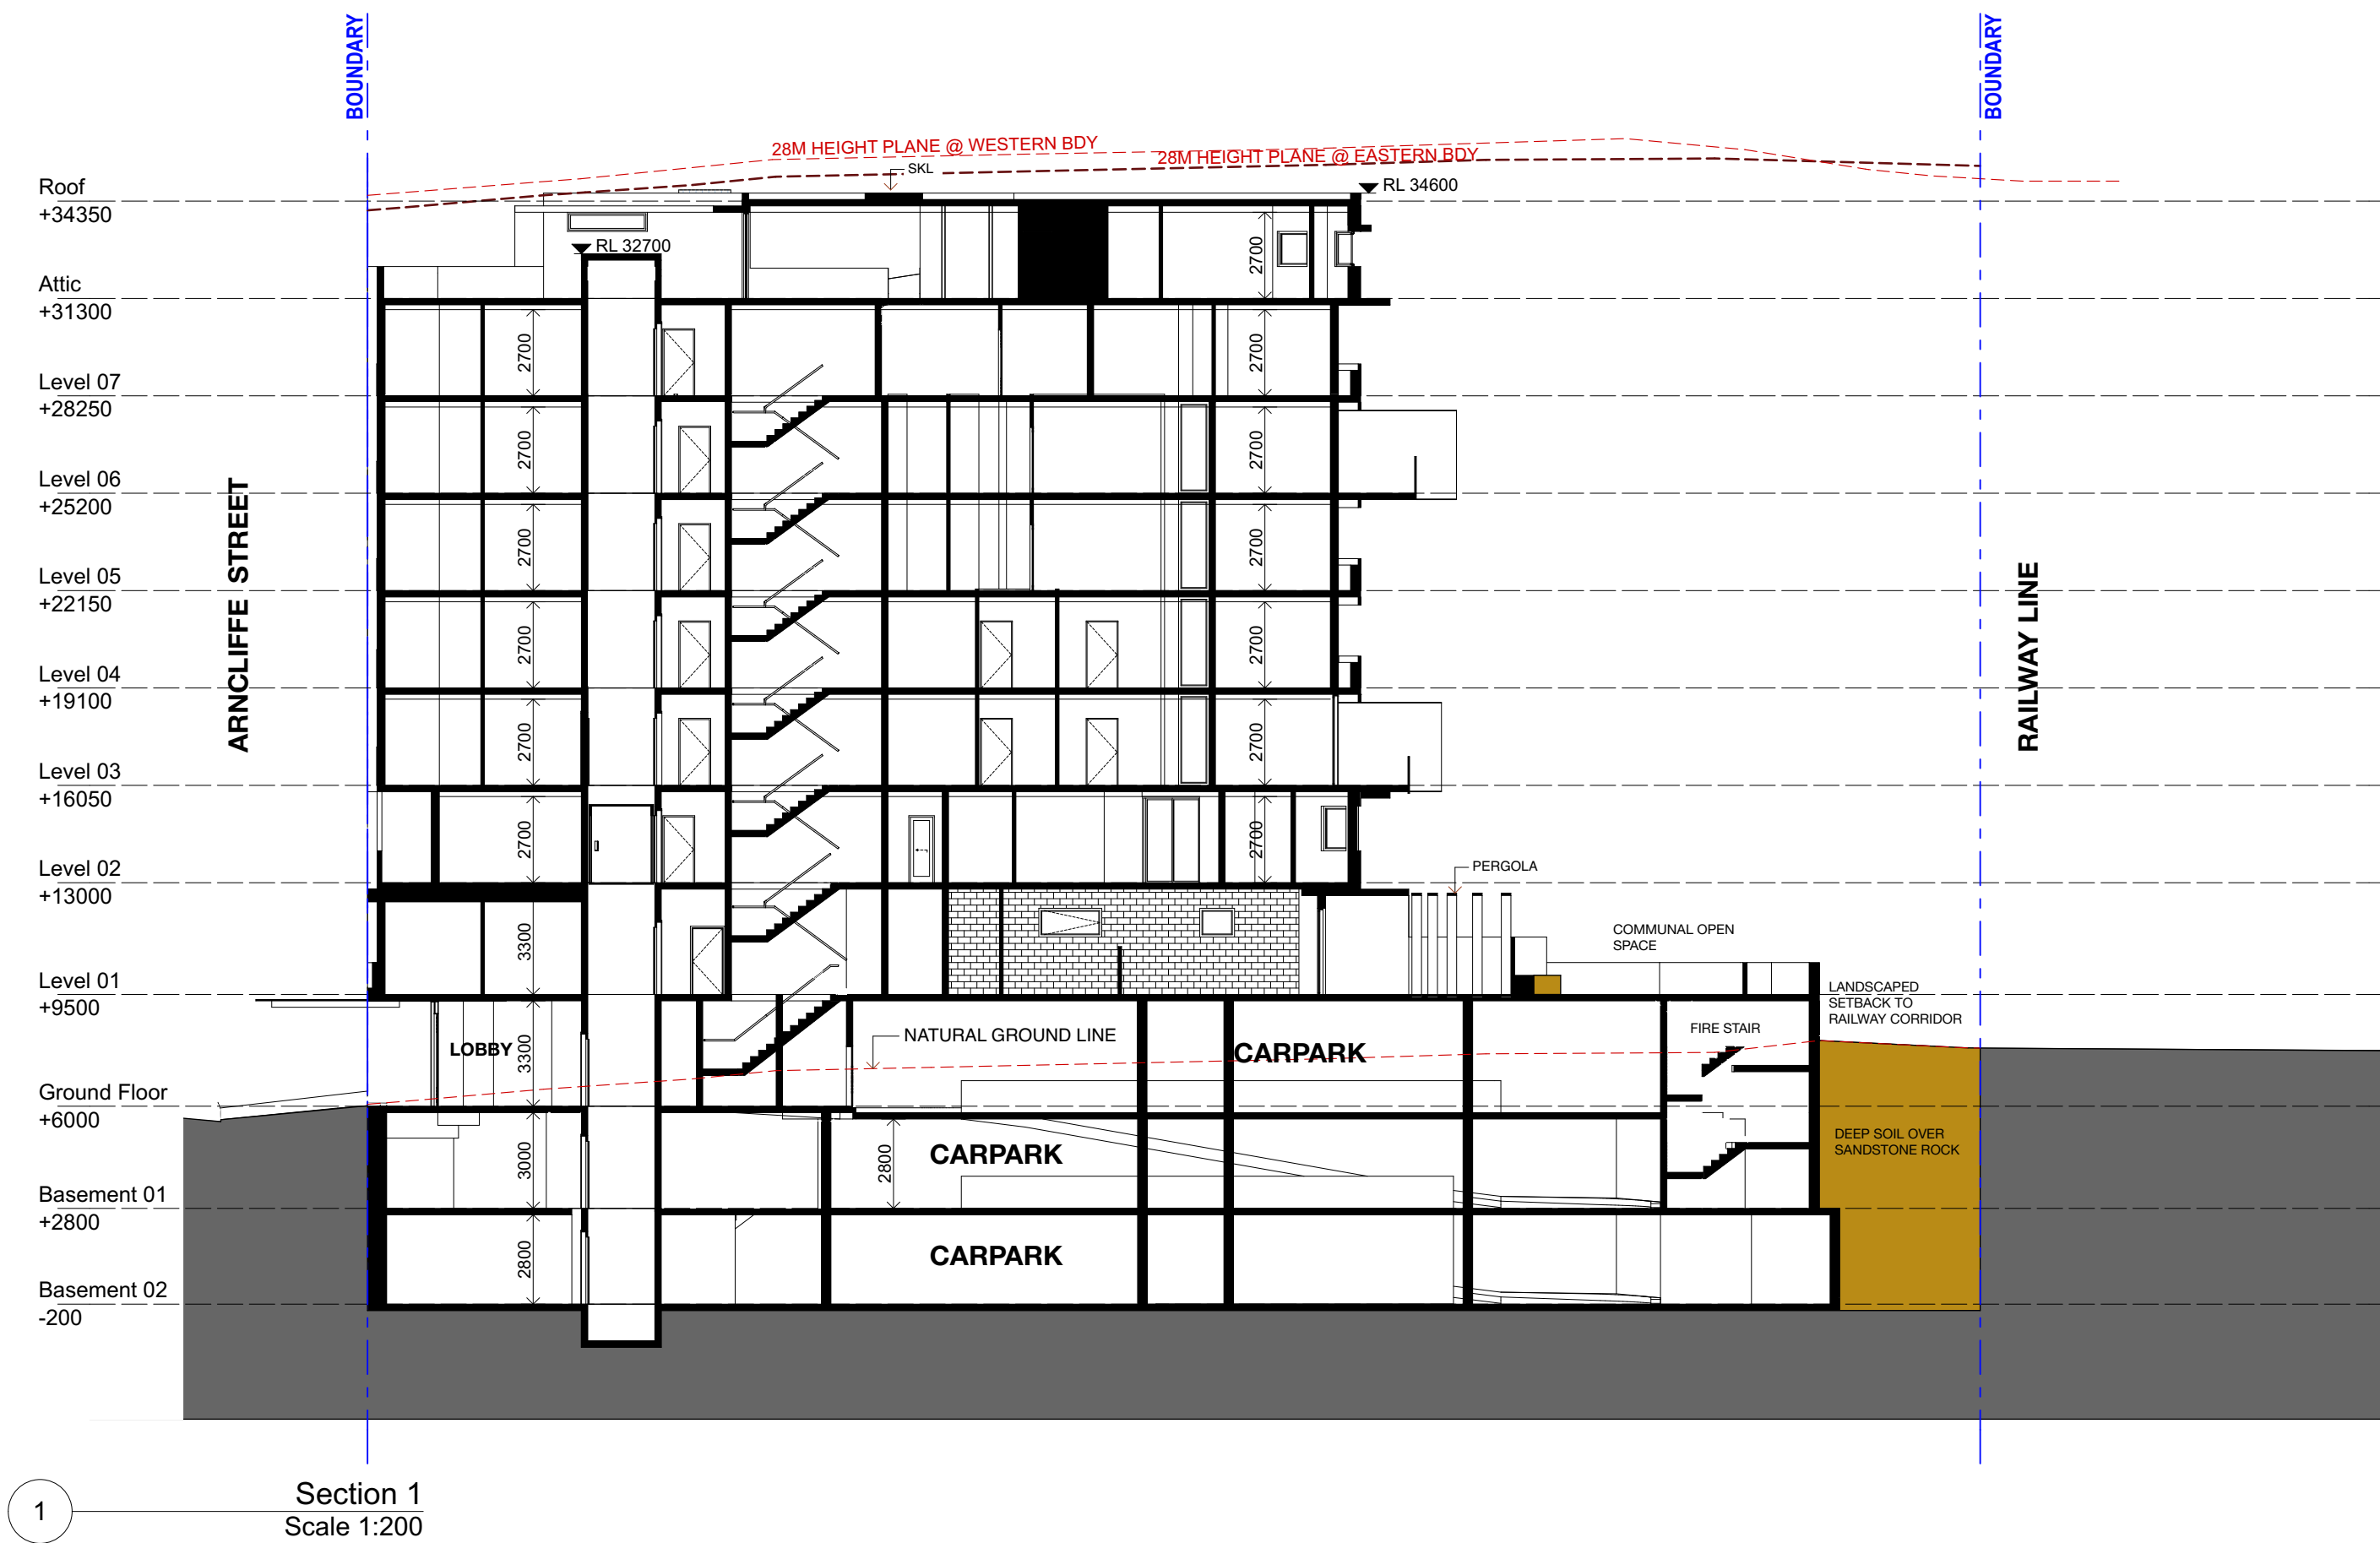 BOUNDARY
BOUNDARY
28M HEIGHT PLANE @ WESTERN BDY
28M HEIGHT PLANE @ EASTERN BDY
SKL
RL 34600
Roof
+34350
RL 32700
2700
Attic
+31300
2700
2700
Level 07
+28250
2700
2700
Level 06
+25200
2700
2700
Level 05
+22150
2700
2700
Level 04
+19100
2700
2700
Level 03
+16050
2700
2700
Level 02
+13000
ARNCLIFFE STREET
RAILWAY LINE
PERGOLA
COMMUNAL OPEN
SPACE
3300
Level 01
+9500
LANDSCAPED
SETBACK TO
RAILWAY CORRIDOR
LOBBY
3300
NATURAL GROUND LINE
CARPARK
FIRE STAIR
Ground Floor
+6000
3000
2800
CARPARK
DEEP SOIL OVER
SANDSTONE ROCK
Basement 01
+2800
2800
CARPARK
Basement 02
-200
1
Section 1
Scale 1:200